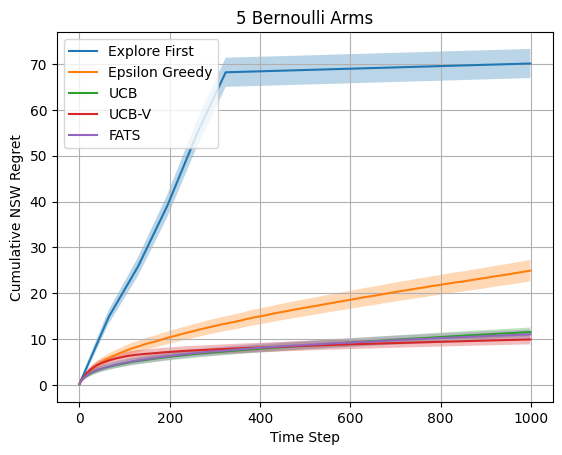 5 Bernoulli Arms
Explore First
Epsilon Greedy
UCB
UCB-V
FATS
Cumulative NSW Regret
70
60
50
40
30
20
10
0
0 200 400 600 800 1000
Time Step